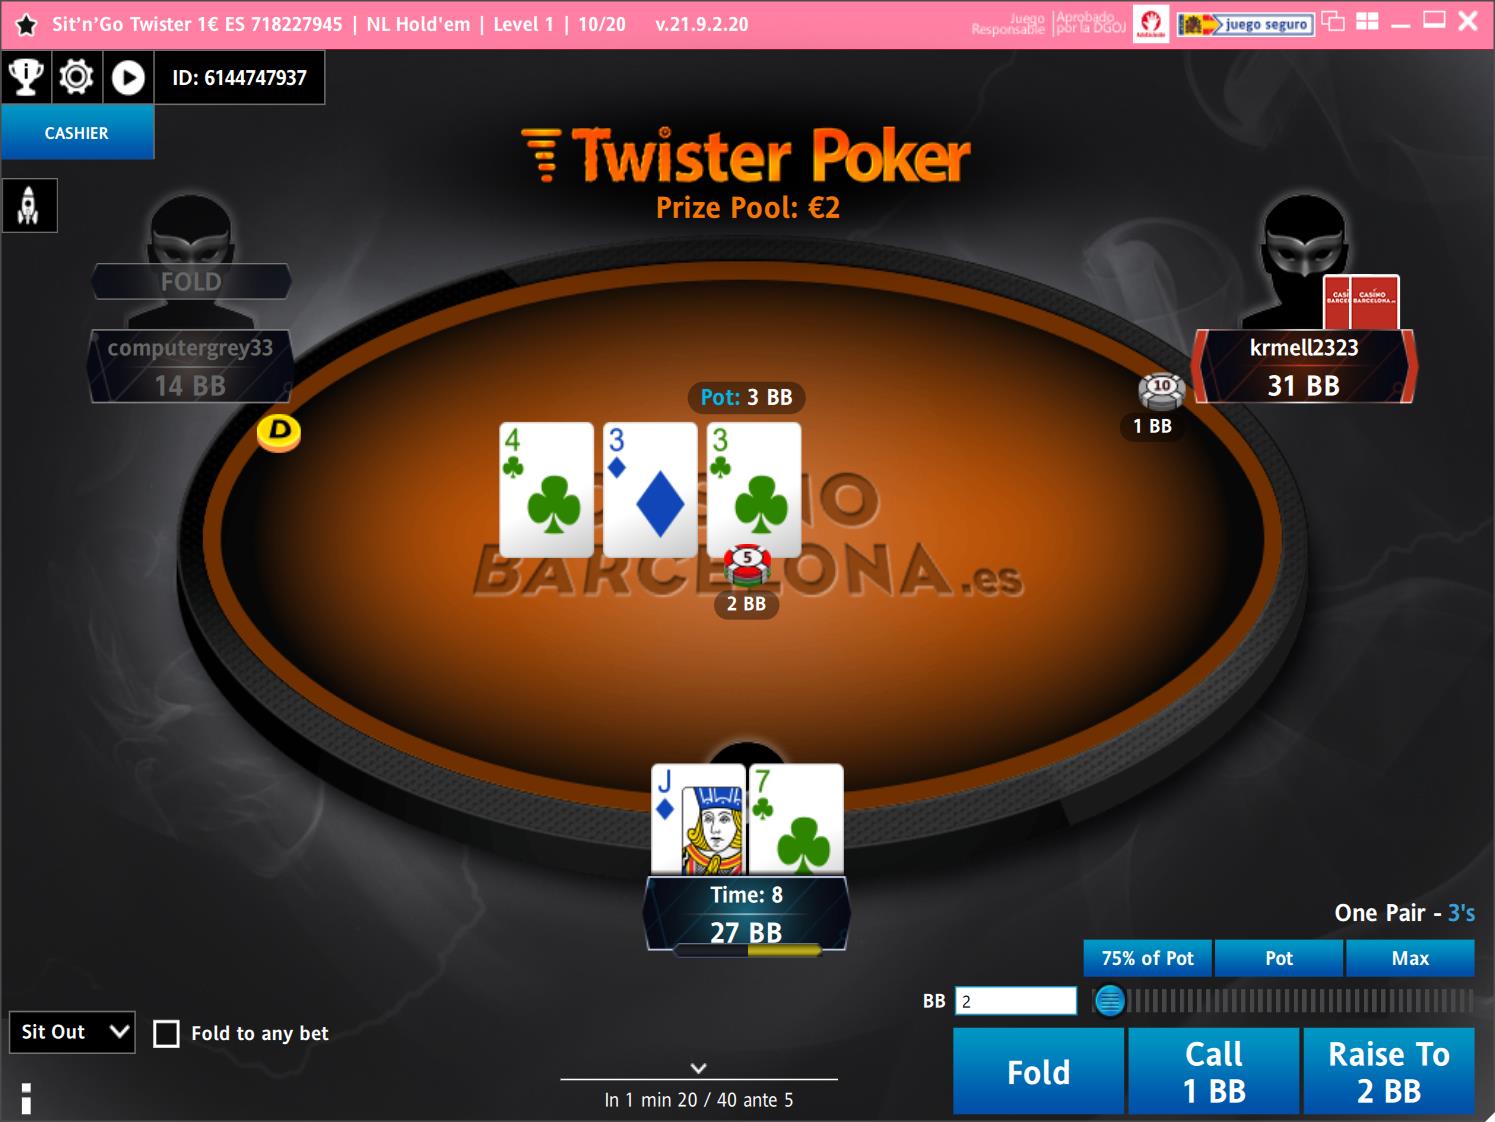 Sit'n'Go Twister 1€ ES 718227945 | NL Hold'em | Level 1 | 10/20 v.21.9.2.20
Juego Responsable
Aprobado por la DGOJ
juego seguro
ID: 6144747937
CASHIER
Twister Poker
Prize Pool: €2
FOLD
computergrey33
14 BB
D
CASINO BARCELONA.es
krmell2323
31 BB
10
1 BB
Pot: 3 BB
4
3
3
CASINO
BARCELONA.es
5
2 BB
J
7
Time: 8
27 BB
One Pair - 3's
75% of Pot
Pot
Max
BB 2
Sit Out
Fold to any bet
Fold
Call
1 BB
Raise To
2 BB
In 1 min 20 / 40 ante 5